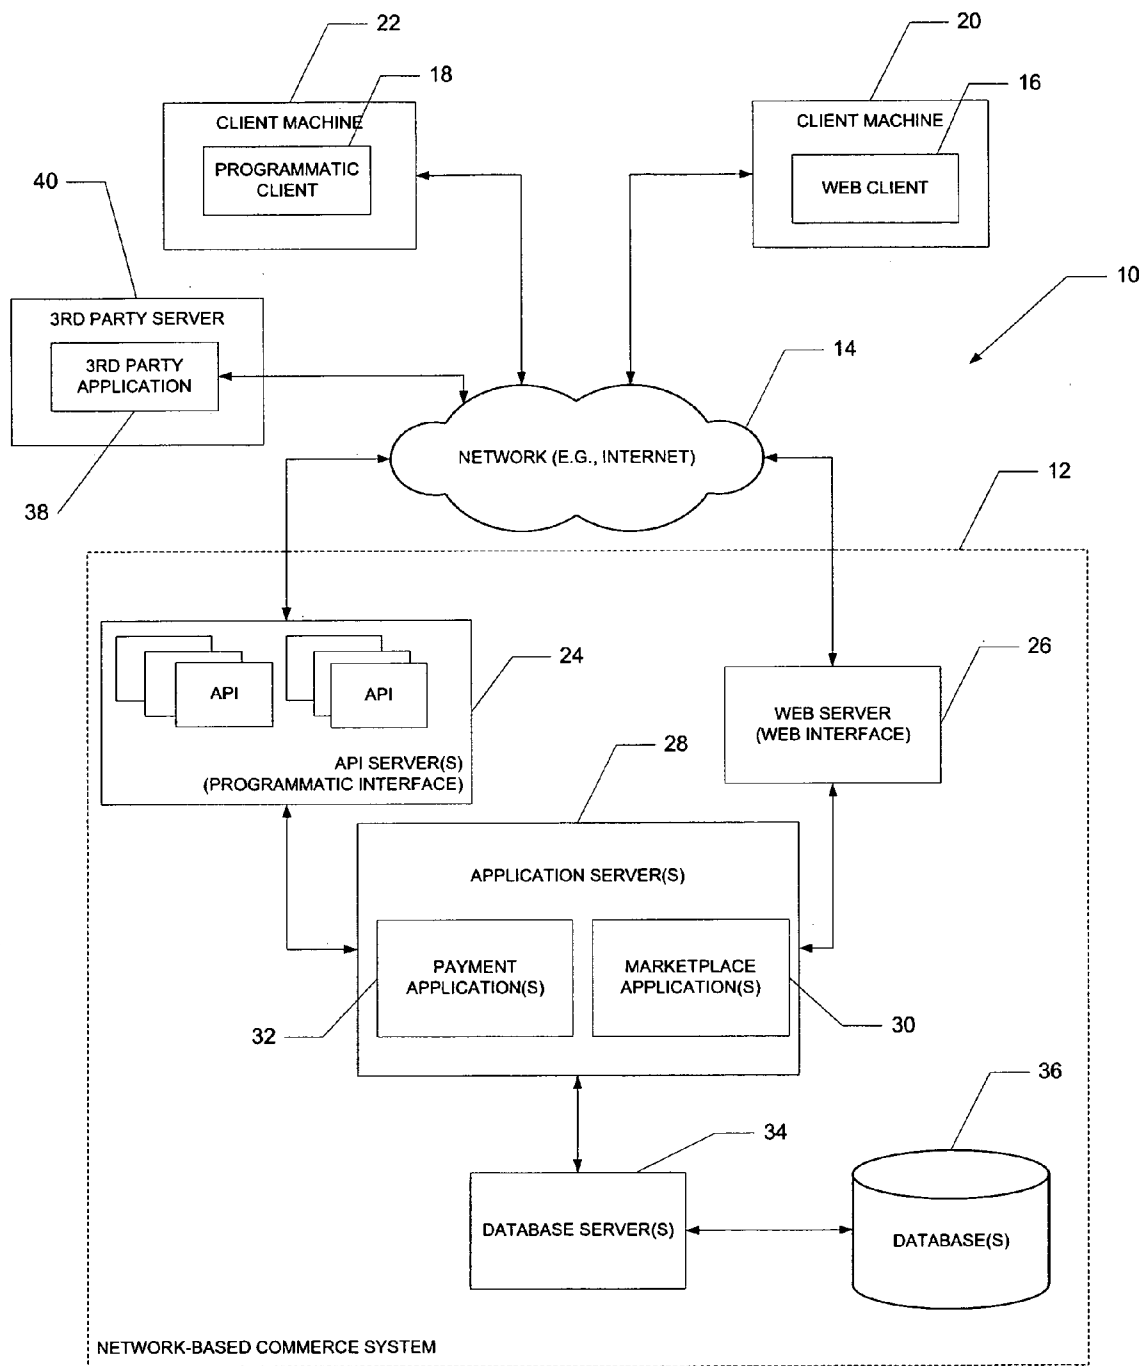 22
20
18
16
CLIENT MACHINE
PROGRAMMATIC
CLIENT
CLIENT MACHINE
WEB CLIENT
40
10
3RD PARTY SERVER
3RD PARTY
APPLICATION
38
14
NETWORK (E.G., INTERNET)
12
24
26
API
API
API SERVER(S)
(PROGRAMMATIC INTERFACE)
WEB SERVER
(WEB INTERFACE)
28
APPLICATION SERVER(S)
PAYMENT
APPLICATION(S)
MARKETPLACE
APPLICATION(S)
32
30
36
34
DATABASE SERVER(S)
DATABASE(S)
NETWORK-BASED COMMERCE SYSTEM